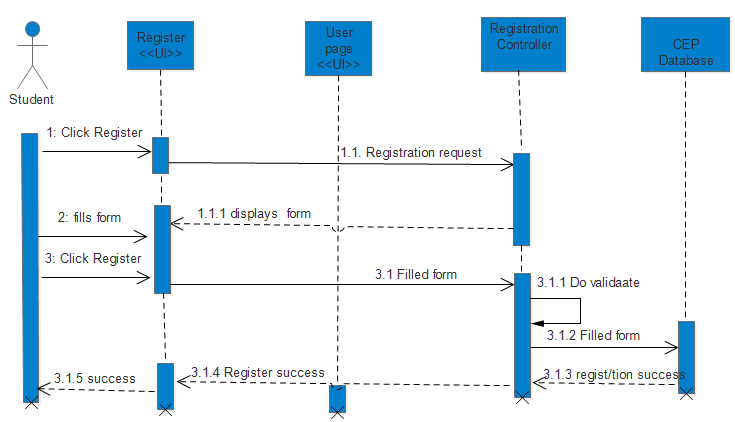 Register
<<UI>>
User
page
<<UI>>
Registration
Controller
CEP
Database
Student
1: Click Register
1.1. Registration request
1.1.1 displays form
2: fills form
3: Click Register
3.1 Filled form
3.1.1 Do validaate
3.1.2 Filled form
3.1.3 regist/tion success
3.1.4 Register success
3.1.5 success